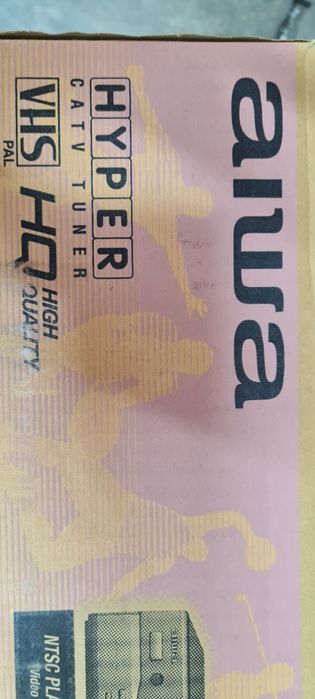 aiwa
HYPER
CATV TUNER
VHS
PAL
HQ HIGH
QUALITY
NTSC PLA
Video